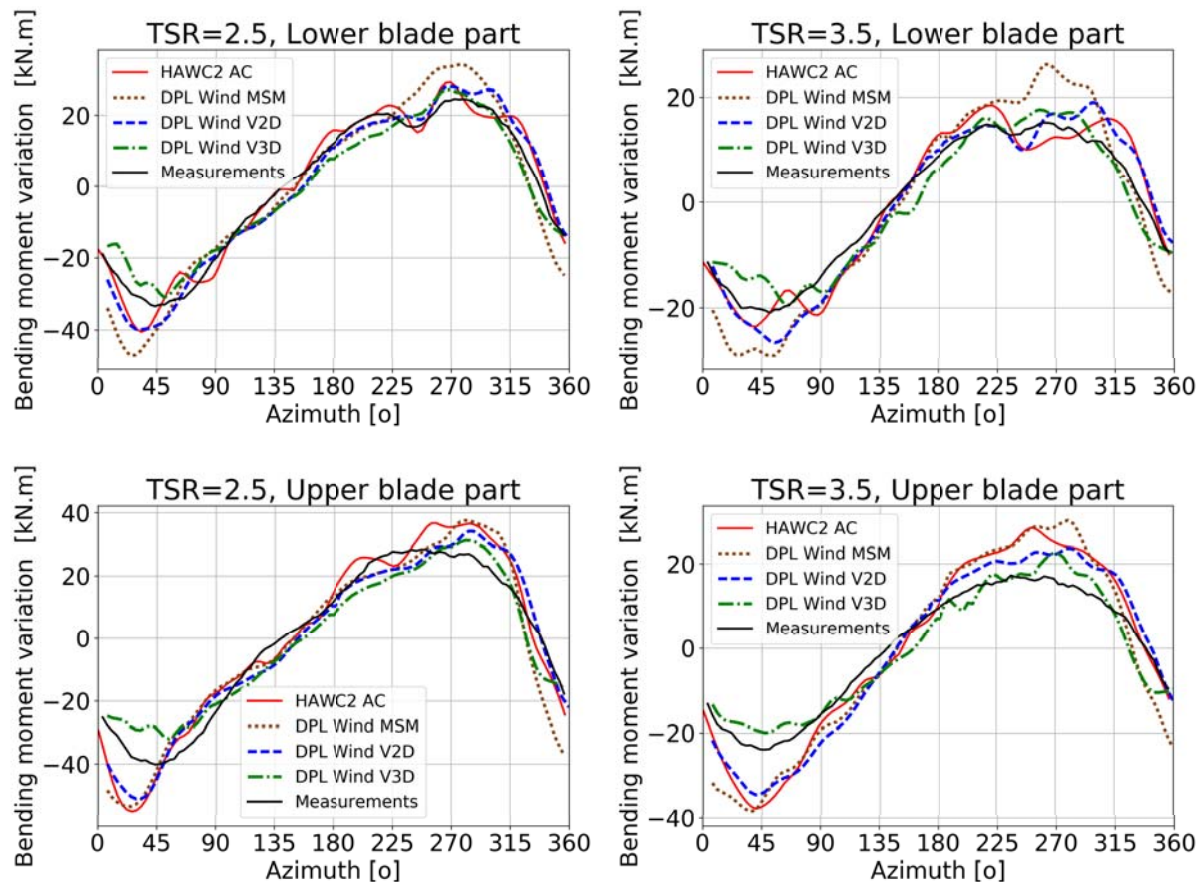 TSR=2.5, Lower blade part
Bending moment variation [kN.m]
20
0
−20
−40
HAWC2 AC
DPL Wind MSM
DPL Wind V2D
DPL Wind V3D
Measurements
0 45 90 135 180 225 270 315 360
Azimuth [o]
TSR=3.5, Lower blade part
Bending moment variation [kN.m]
20
0
−20
HAWC2 AC
DPL Wind MSM
DPL Wind V2D
DPL Wind V3D
Measurements
0 45 90 135 180 225 270 315 360
Azimuth [o]
TSR=2.5, Upper blade part
Bending moment variation [kN.m]
40
20
0
−20
−40
HAWC2 AC
DPL Wind MSM
DPL Wind V2D
DPL Wind V3D
Measurements
0 45 90 135 180 225 270 315 360
Azimuth [o]
TSR=3.5, Upper blade part
Bending moment variation [kN.m]
20
0
−20
−40
HAWC2 AC
DPL Wind MSM
DPL Wind V2D
DPL Wind V3D
Measurements
0 45 90 135 180 225 270 315 360
Azimuth [o]